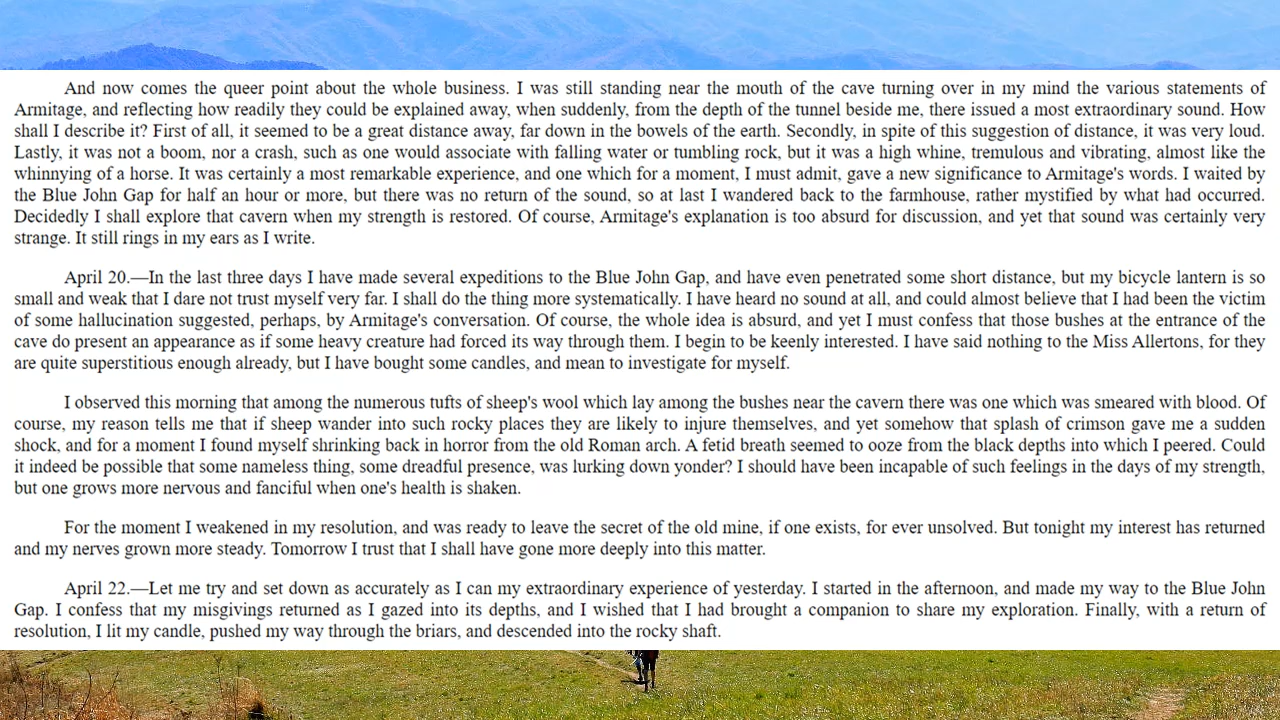 And now comes the queer point about the whole business. I was still standing near the mouth of the cave turning over in my mind the various statements of
Armitage, and reflecting how readily they could be explained away, when suddenly, from the depth of the tunnel beside me, there issued a most extraordinary sound. How
shall I describe it? First of all, it seemed to be a great distance away, far down in the bowels of the earth. Secondly, in spite of this suggestion of distance, it was very loud.
Lastly, it was not a boom, nor a crash, such as one would associate with falling water or tumbling rock, but it was a high whine, tremulous and vibrating, almost like the
whinnying of a horse. It was certainly a most remarkable experience, and one which for a moment, I must admit, gave a new significance to Armitage's words. I waited by
the Blue John Gap for half an hour or more, but there was no return of the sound, so at last I wandered back to the farmhouse, rather mystified by what had occurred.
Decidedly I shall explore that cavern when my strength is restored. Of course, Armitage's explanation is too absurd for discussion, and yet that sound was certainly very
strange. It still rings in my ears as I write.
April 20.—In the last three days I have made several expeditions to the Blue John Gap, and have even penetrated some short distance, but my bicycle lantern is so
small and weak that I dare not trust myself very far. I shall do the thing more systematically. I have heard no sound at all, and could almost believe that I had been the victim
of some hallucination suggested, perhaps, by Armitage's conversation. Of course, the whole idea is absurd, and yet I must confess that those bushes at the entrance of the
cave do present an appearance as if some heavy creature had forced its way through them. I begin to be keenly interested. I have said nothing to the Miss Allertons, for they
are quite superstitious enough already, but I have bought some candles, and mean to investigate for myself.
I observed this morning that among the numerous tufts of sheep's wool which lay among the bushes near the cavern there was one which was smeared with blood. Of
course, my reason tells me that if sheep wander into such rocky places they are likely to injure themselves, and yet somehow that splash of crimson gave me a sudden
shock, and for a moment I found myself shrinking back in horror from the old Roman arch. A fetid breath seemed to ooze from the black depths into which I peered. Could
it indeed be possible that some nameless thing, some dreadful presence, was lurking down yonder? I should have been incapable of such feelings in the days of my strength,
but one grows more nervous and fanciful when one's health is shaken.
For the moment I weakened in my resolution, and was ready to leave the secret of the old mine, if one exists, for ever unsolved. But tonight my interest has returned
and my nerves grown more steady. Tomorrow I trust that I shall have gone more deeply into this matter.
April 22.—Let me try and set down as accurately as I can my extraordinary experience of yesterday. I started in the afternoon, and made my way to the Blue John
Gap. I confess that my misgivings returned as I gazed into its depths, and I wished that I had brought a companion to share my exploration. Finally, with a return of
resolution, I lit my candle, pushed my way through the briars, and descended into the rocky shaft.